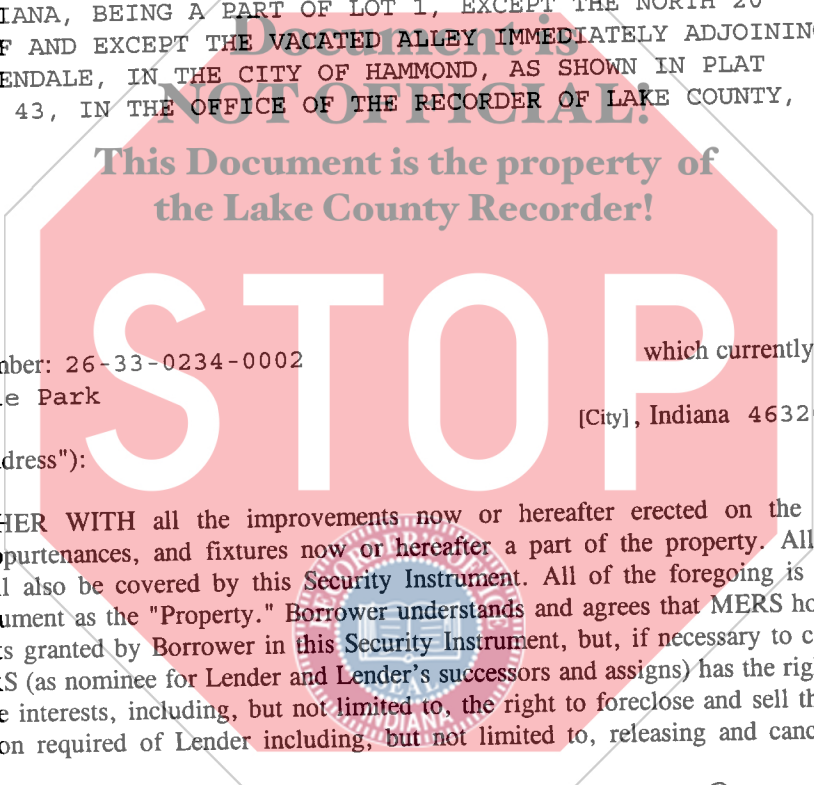 IANA, BEING A PART OF LOT 1, EXCEPT THE NORTH 20
F AND EXCEPT THE VACATED ALLEY IMMEDIATELY ADJOINING
ENDALE, IN THE CITY OF HAMMOND, AS SHOWN IN PLAT
43, IN THE OFFICE OF THE RECORDER OF LAKE COUNTY,
Document is
NOT OFFICIAL!
This Document is the property of
the Lake County Recorder!
STOP
mber: 26-33-0234-0002 which currently
le Park
[City], Indiana 4632
dress"):
HER WITH all the improvements now or hereafter erected on the
ppurtenances, and fixtures now or hereafter a part of the property. All
l also be covered by this Security Instrument. All of the foregoing is
ument as the "Property." Borrower understands and agrees that MERS ho
ts granted by Borrower in this Security Instrument, but, if necessary to c
RS (as nominee for Lender and Lender's successors and assigns) has the righ
e interests, including, but not limited to, the right to foreclose and sell th
on required of Lender including, but not limited to, releasing and canc
RECORDER'S OFFICE
SEAL
INDIANA